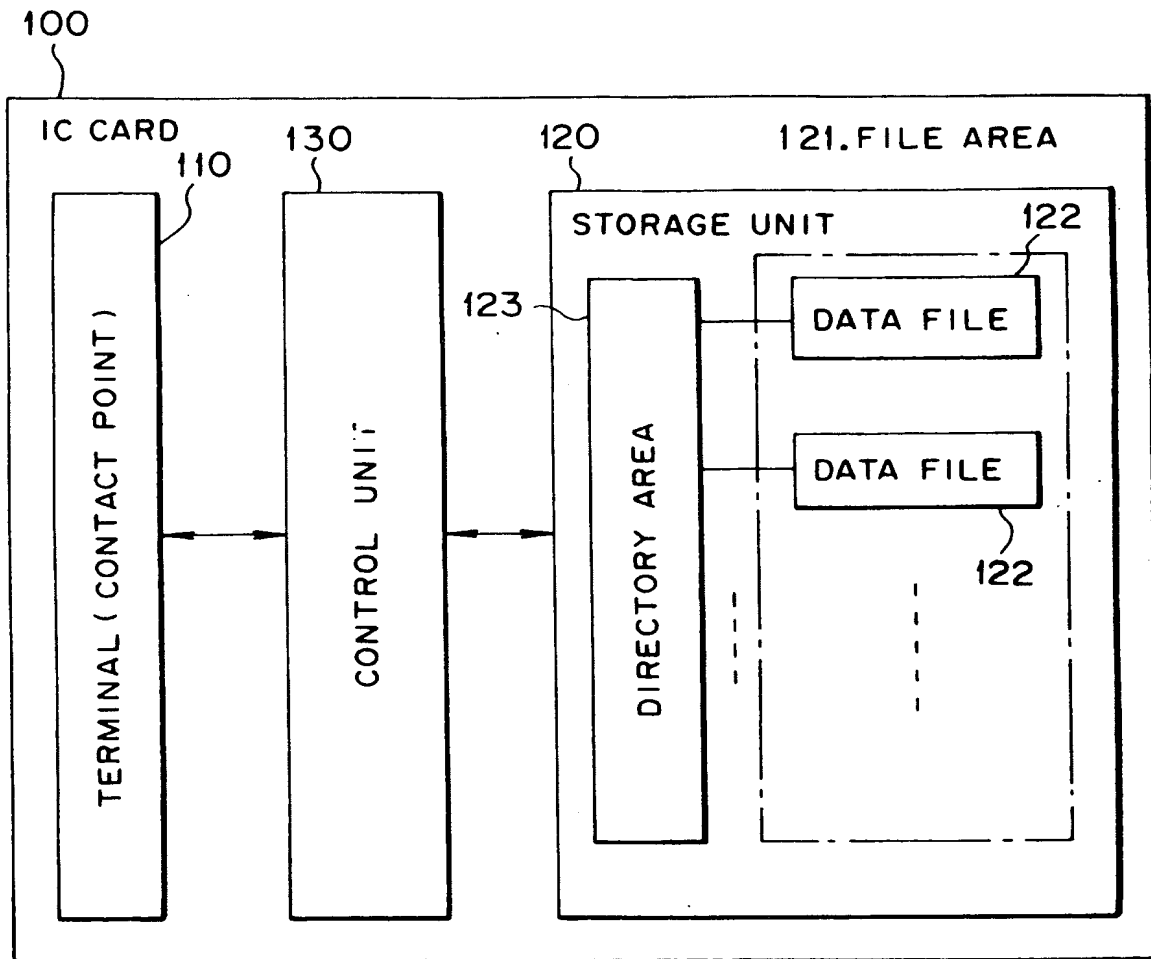 100
IC CARD
110
130
120
121.FILE AREA
TERMINAL (CONTACT POINT)
CONTROL UNIT
STORAGE UNIT
122
123
DATA FILE
DIRECTORY AREA
DATA FILE
122